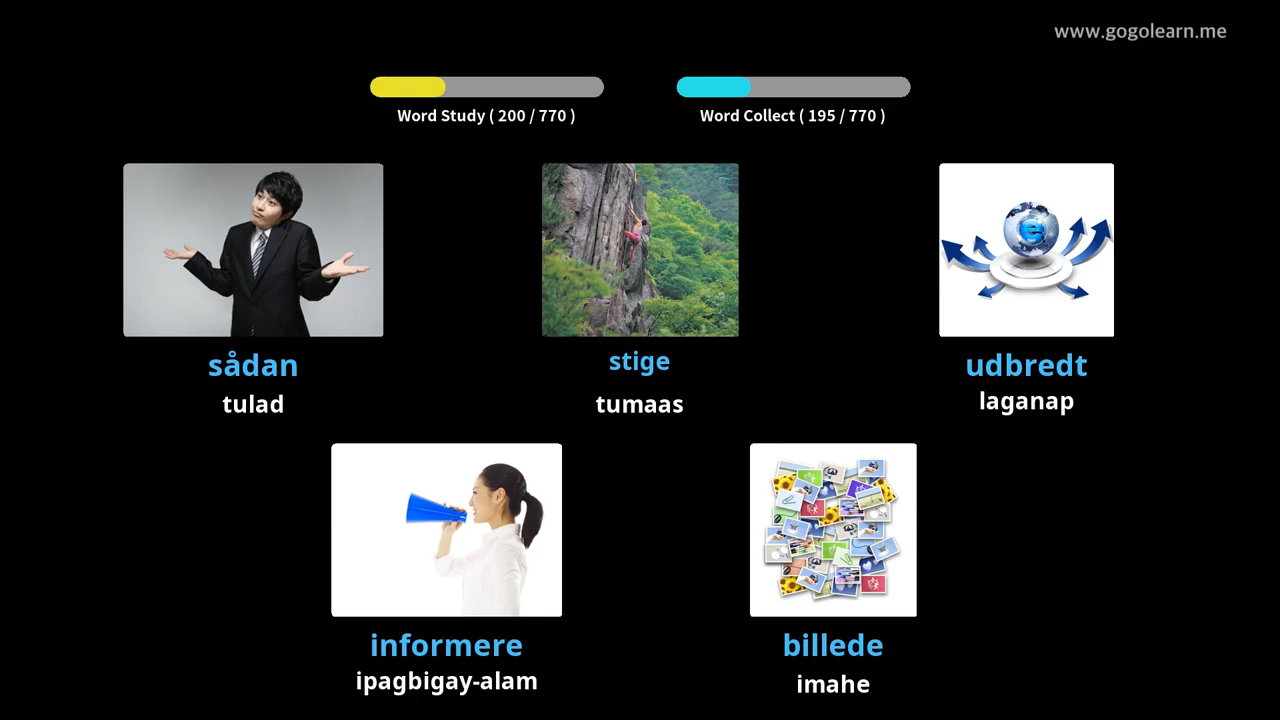 www.gogolearn.me
Word Study ( 200 / 770 )
Word Collect ( 195 / 770 )
sådan
tulad
stige
tumaas
udbredt
laganap
informere
ipagbigay-alam
billede
imahe